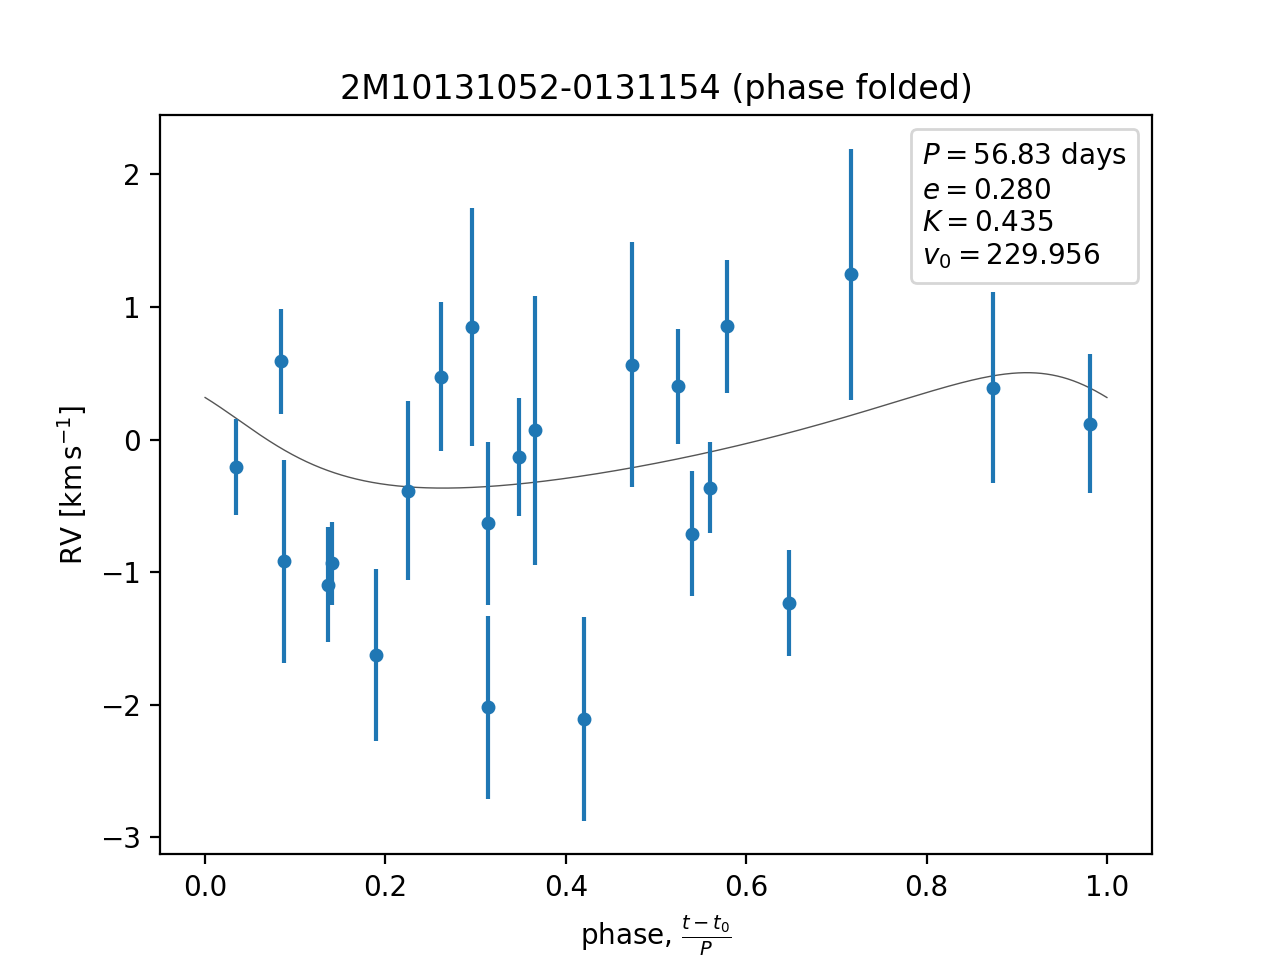 2M10131052-0131154 (phase folded)
P = 56.83 days
e = 0.280
K = 0.435
v₀ = 229.956
2
1
0
−1
−2
−3
RV [km s⁻¹]
0.0 0.2 0.4 0.6 0.8 1.0
phase, (t − t₀)/P